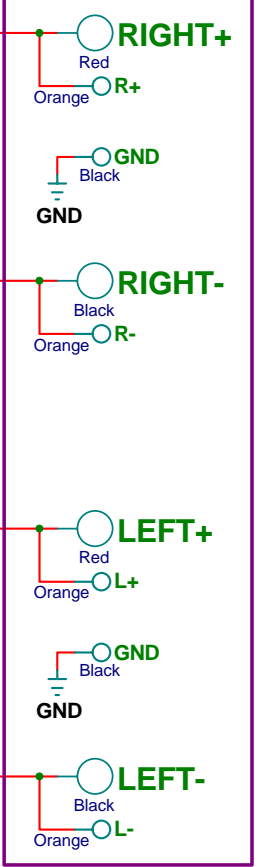 RIGHT+
Red
R+
Orange
GND
Black
GND
RIGHT-
Black
R-
Orange
LEFT+
Red
L+
Orange
GND
Black
GND
LEFT-
Black
L-
Orange